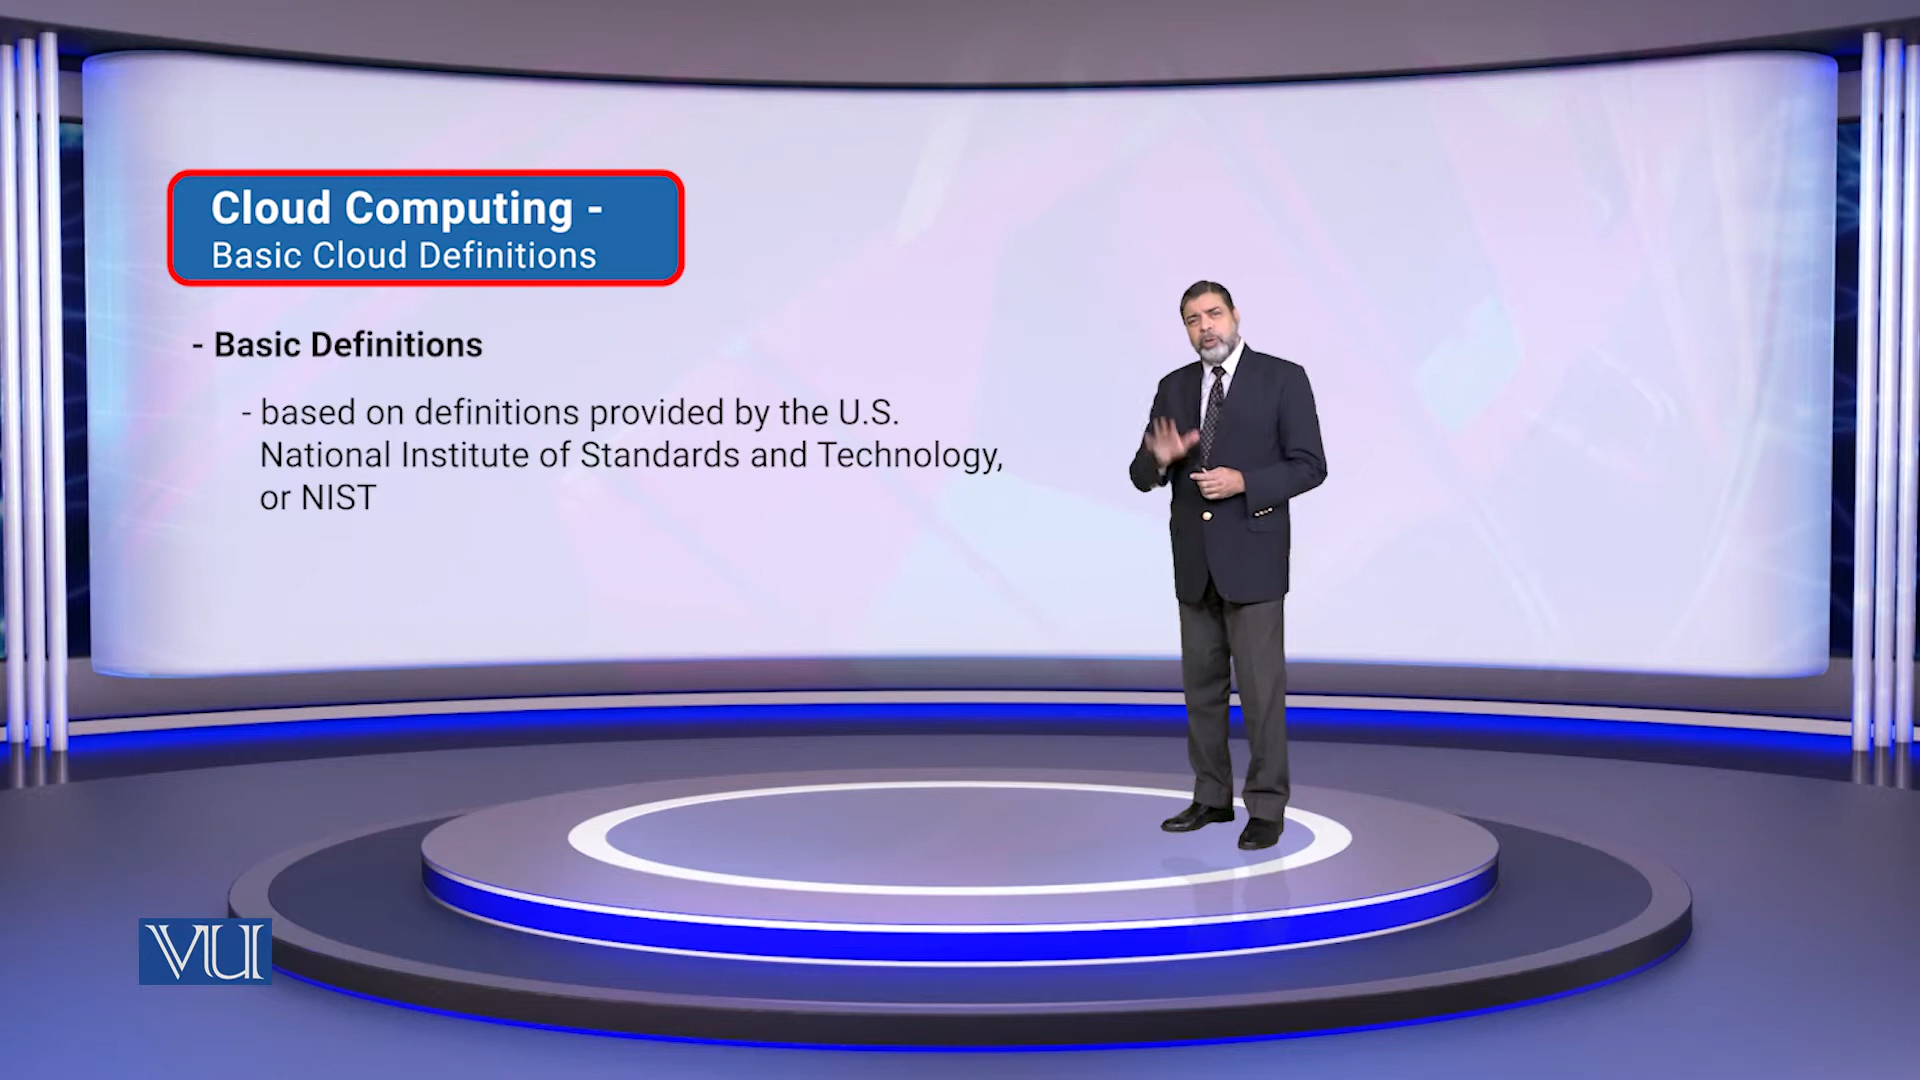 Cloud Computing -
Basic Cloud Definitions
- Basic Definitions
- based on definitions provided by the U.S.
National Institute of Standards and Technology,
or NIST
VU